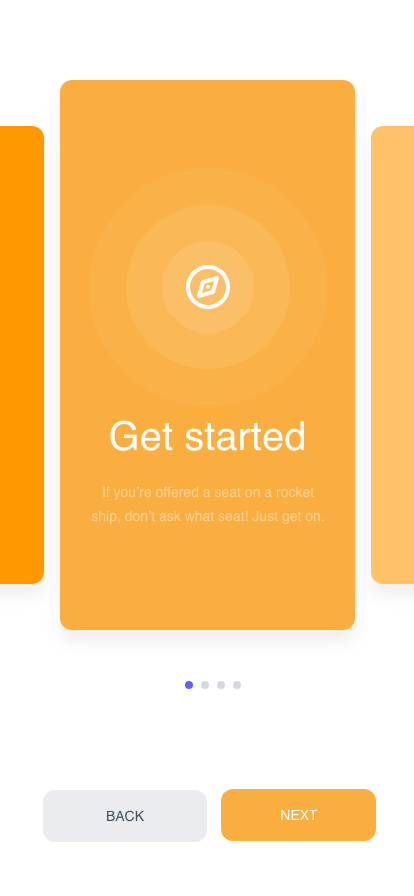 Get started
If you’re offered a seat on a rocket
ship, don’t ask what seat! Just get on.
BACK
NEXT